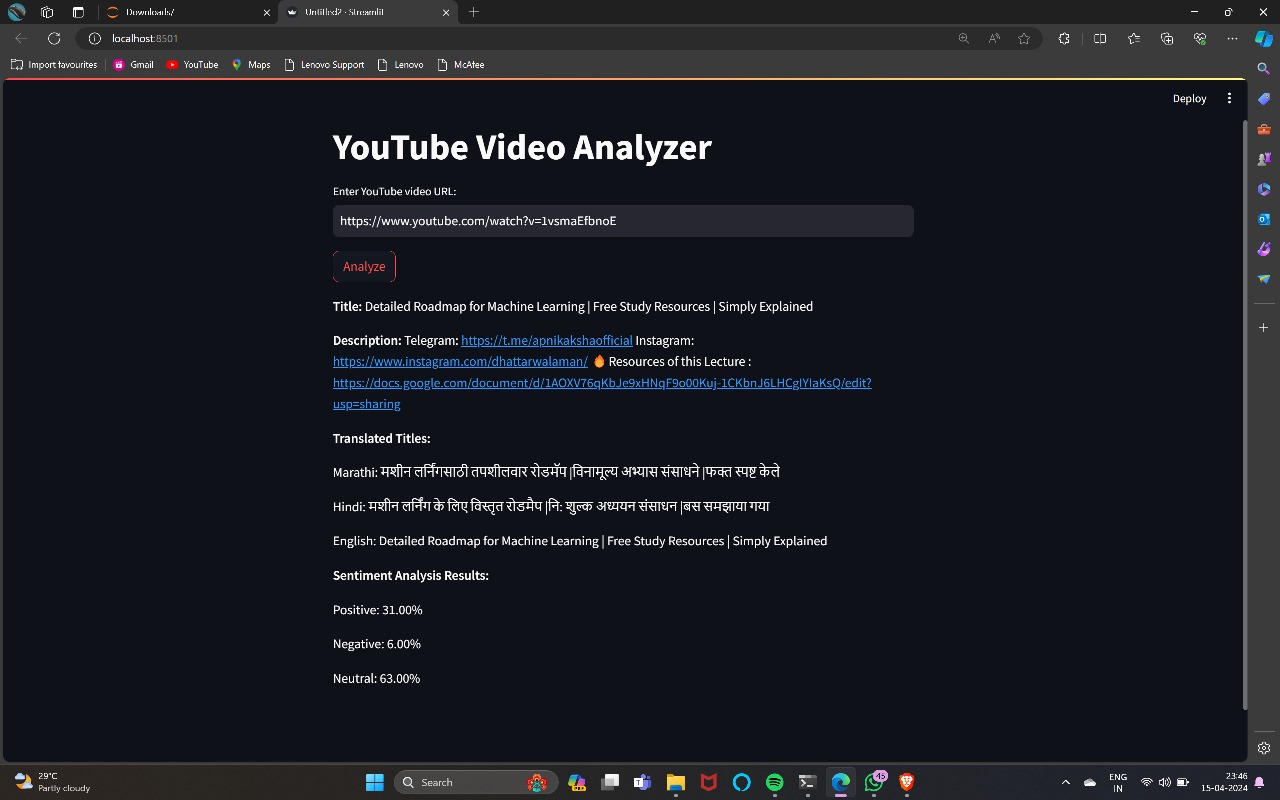 Downloads/
Untitled2 · Streamlit
localhost:8501
Import favourites
Gmail
YouTube
Maps
Lenovo Support
Lenovo
McAfee
Deploy
YouTube Video Analyzer
Enter YouTube video URL:
https://www.youtube.com/watch?v=1vsmaEfbnoE
Analyze
Title: Detailed Roadmap for Machine Learning | Free Study Resources | Simply Explained
Description: Telegram: https://t.me/apnikakshaofficial Instagram:
https://www.instagram.com/dhattarwalaman/ 🔥 Resources of this Lecture :
https://docs.google.com/document/d/1AOXV76qKbJe9xHNqF9o00Kuj-1CKbnJ6LHCgIYIaKsQ/edit?
usp=sharing
Translated Titles:
Marathi: मशीन लर्निंगसाठी तपशीलवार रोडमॅप |विनामूल्य अभ्यास संसाधने |फक्त स्पष्ट केले
Hindi: मशीन लर्निंग के लिए विस्तृत रोडमैप |नि: शुल्क अध्ययन संसाधन |बस समझाया गया
English: Detailed Roadmap for Machine Learning | Free Study Resources | Simply Explained
Sentiment Analysis Results:
Positive: 31.00%
Negative: 6.00%
Neutral: 63.00%
29°C
Partly cloudy
Search
45
ENG
IN
23:46
15-04-2024